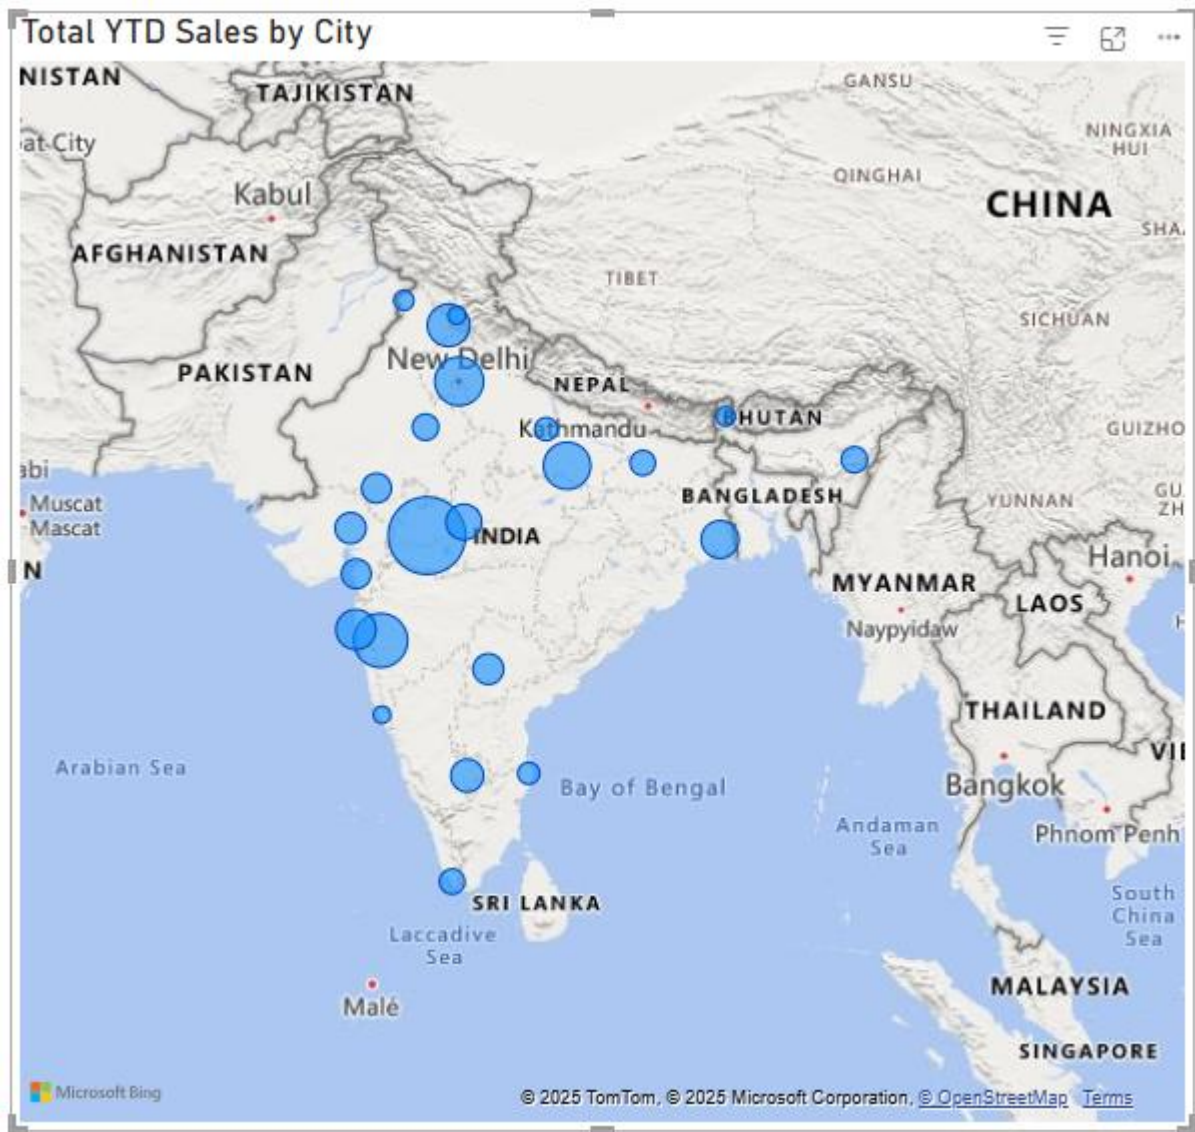 Total YTD Sales by City
NISTAN
TAJIKISTAN
GANSU
NINGXIA
HUI
at City
QINGHAI
Kabul
CHINA
SHA
AFGHANISTAN
TIBET
SICHUAN
New Delhi
PAKISTAN
NEPAL
BHUTAN
Kathmandu
GUIZHO
abi
BANGLADESH
Muscat
Mascat
YUNNAN
GU
ZH
INDIA
Hanoi
N
MYANMAR
LAOS
Naypyidaw
H
THAILAND
VIE
Arabian Sea
Bay of Bengal
Bangkok
Andaman
Sea
Phnom Penh
SRI LANKA
South
China
Sea
Laccadive
Sea
MALAYSIA
Malé
SINGAPORE
Microsoft Bing
© 2025 TomTom, © 2025 Microsoft Corporation, © OpenStreetMap Terms